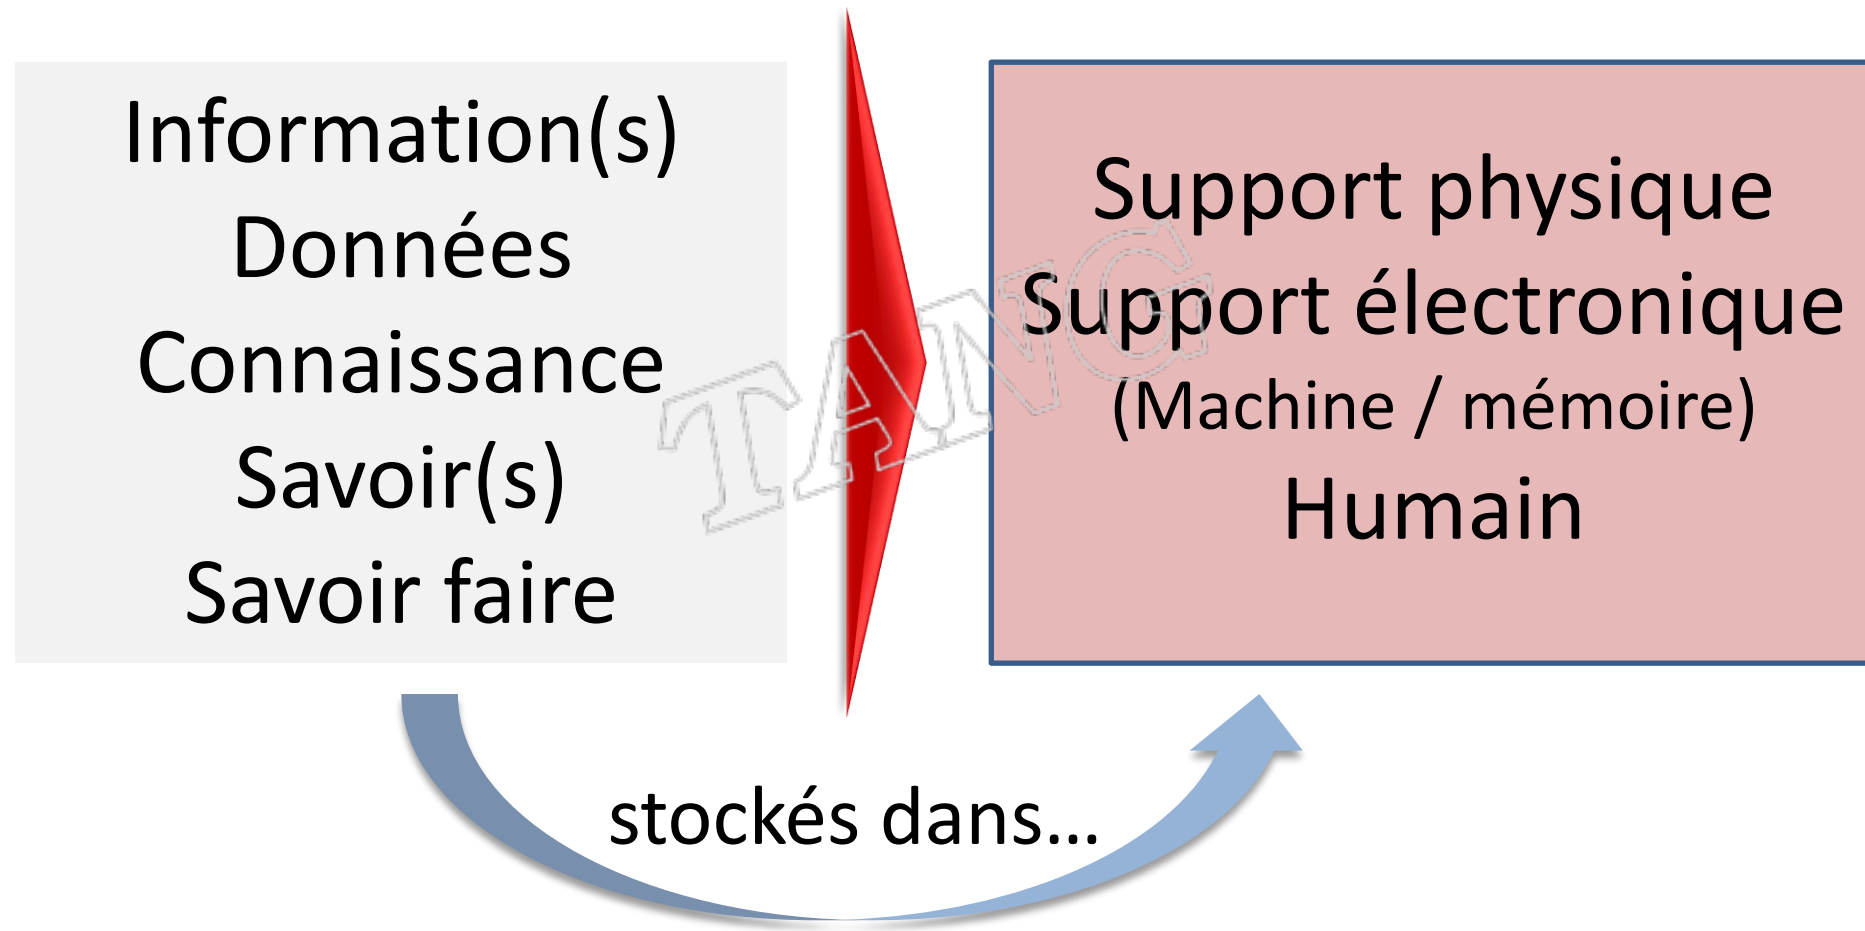 Information(s)
Données
Connaissance
Savoir(s)
Savoir faire
Support physique
Support électronique
(Machine / mémoire)
Humain
TANG
stockés dans...